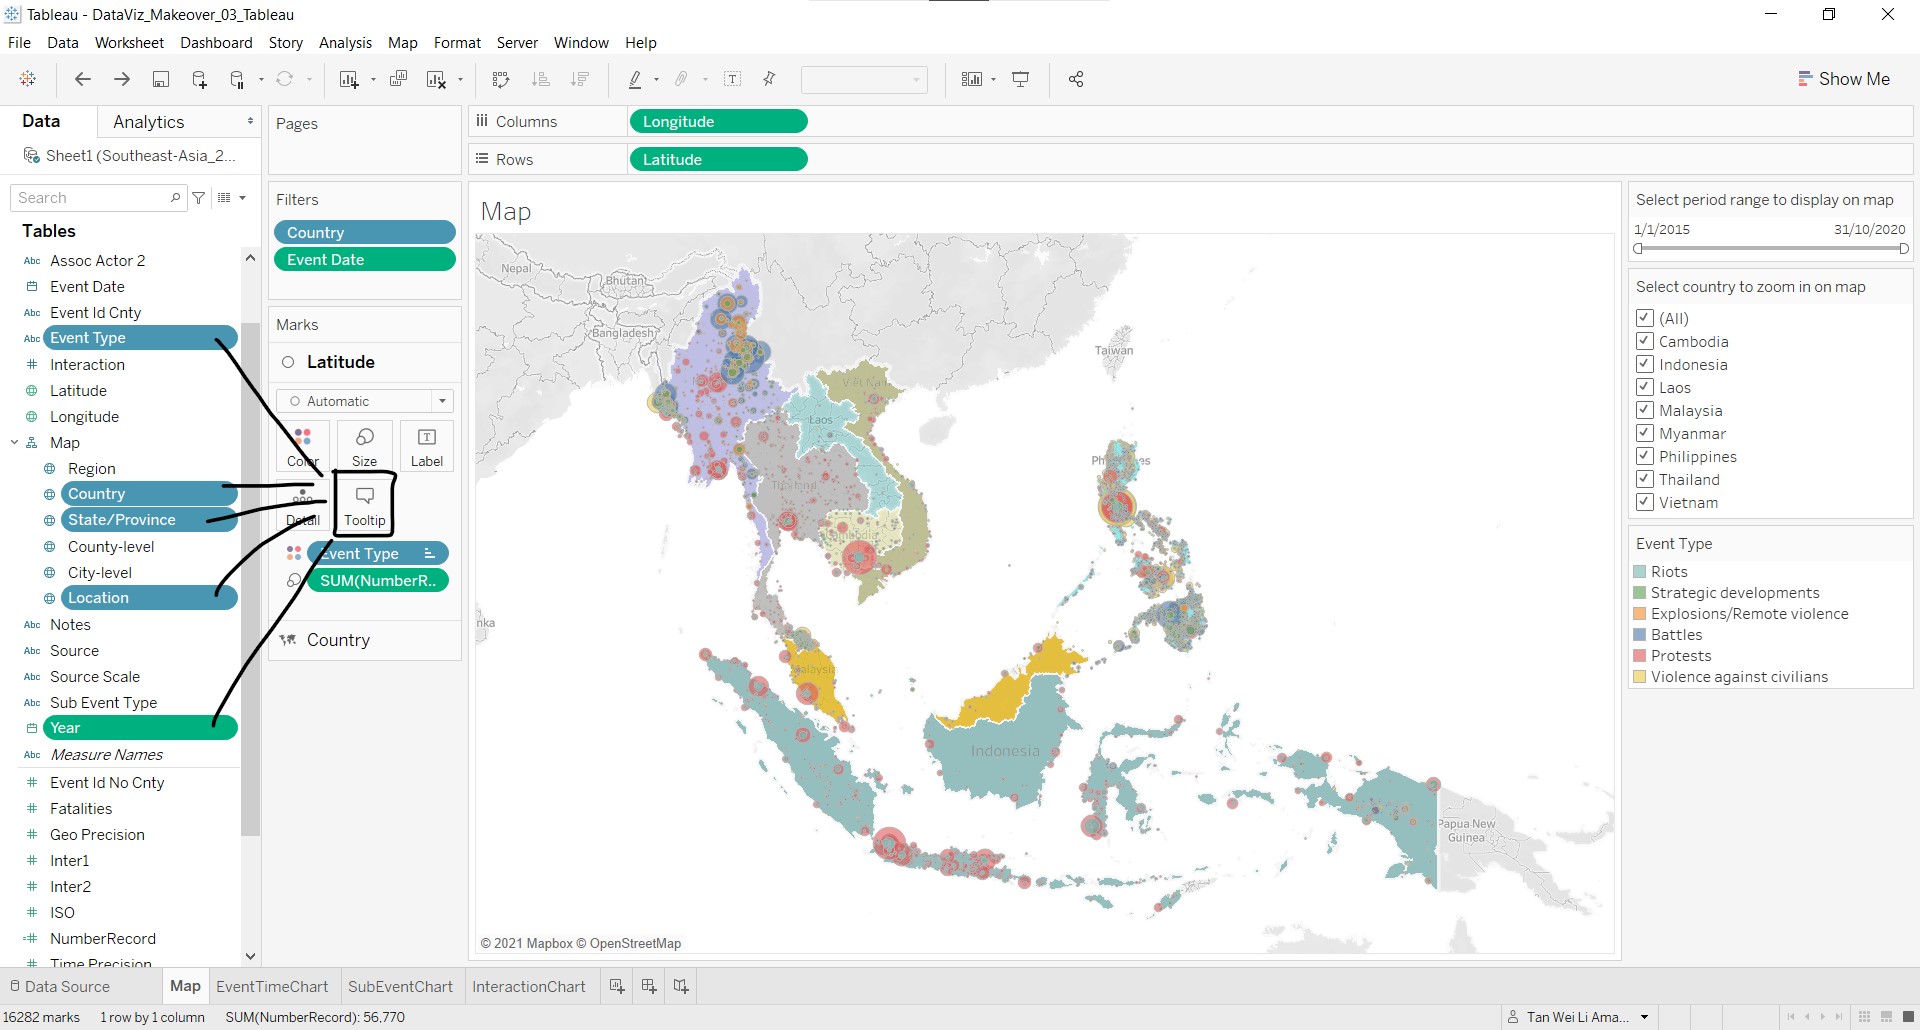 Tableau - DataViz_Makeover_03_Tableau
File Data Worksheet Dashboard Story Analysis Map Format Server Window Help
Show Me
Data Analytics
Sheet1 (Southeast-Asia_2...
Search
Tables
Abc Assoc Actor 2
Event Date
Abc Event Id Cnty
Abc Event Type
# Interaction
Latitude
Longitude
Map
Region
Country
State/Province
County-level
City-level
Location
Abc Notes
Abc Source
Abc Source Scale
Abc Sub Event Type
Year
Abc Measure Names
# Event Id No Cnty
# Fatalities
# Geo Precision
# Inter1
# Inter2
# ISO
=# NumberRecord
Time Precision
Pages
Filters
Country
Event Date
Marks
Latitude
Automatic
Color Size Label
Detail Tooltip
Event Type
SUM(NumberR..
Country
Columns Longitude
Rows Latitude
Map
Nepal
Bhutan
Bangladesh
Taiwan
Viet Nam
Laos
Thailand
Cambodia
Philippines
nka
Malaysia
Indonesia
Papua New
Guinea
© 2021 Mapbox © OpenStreetMap
Select period range to display on map
1/1/2015 31/10/2020
Select country to zoom in on map
(All)
Cambodia
Indonesia
Laos
Malaysia
Myanmar
Philippines
Thailand
Vietnam
Event Type
Riots
Strategic developments
Explosions/Remote violence
Battles
Protests
Violence against civilians
Data Source Map EventTimeChart SubEventChart InteractionChart
16282 marks 1 row by 1 column SUM(NumberRecord): 56,770
Tan Wei Li Ama...